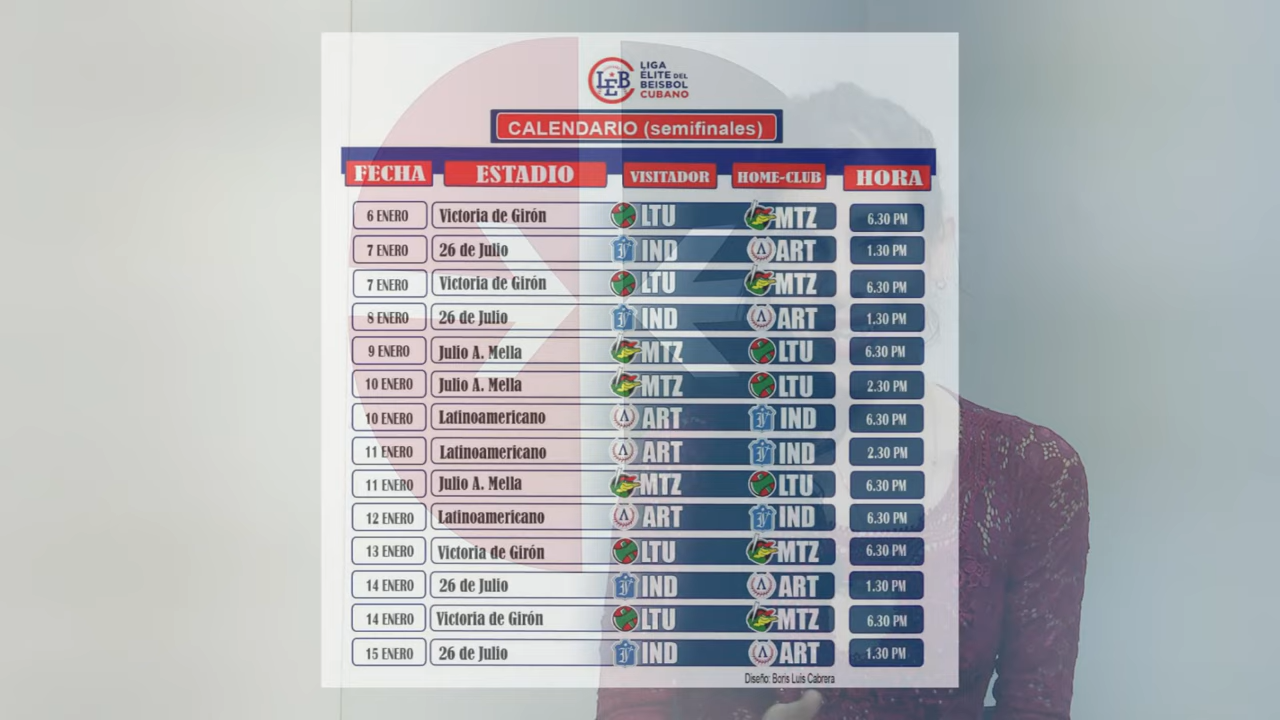 LEB
LIGA
ÉLITE DEL
BEISBOL
CUBANO
CALENDARIO (semifinales)
FECHA ESTADIO VISITADOR HOME-CLUB HORA
6 ENERO Victoria de Girón LTU MTZ 6.30 PM
7 ENERO 26 de Julio IND ART 1.30 PM
7 ENERO Victoria de Girón LTU MTZ 6.30 PM
8 ENERO 26 de Julio IND ART 1.30 PM
9 ENERO Julio A. Mella MTZ LTU 6.30 PM
10 ENERO Julio A. Mella MTZ LTU 2.30 PM
10 ENERO Latinoamericano ART IND 6.30 PM
11 ENERO Latinoamericano ART IND 2.30 PM
11 ENERO Julio A. Mella MTZ LTU 6.30 PM
12 ENERO Latinoamericano ART IND 6.30 PM
13 ENERO Victoria de Girón LTU MTZ 6.30 PM
14 ENERO 26 de Julio IND ART 1.30 PM
14 ENERO Victoria de Girón LTU MTZ 6.30 PM
15 ENERO 26 de Julio IND ART 1.30 PM
Diseño: Boris Luis Cabrera